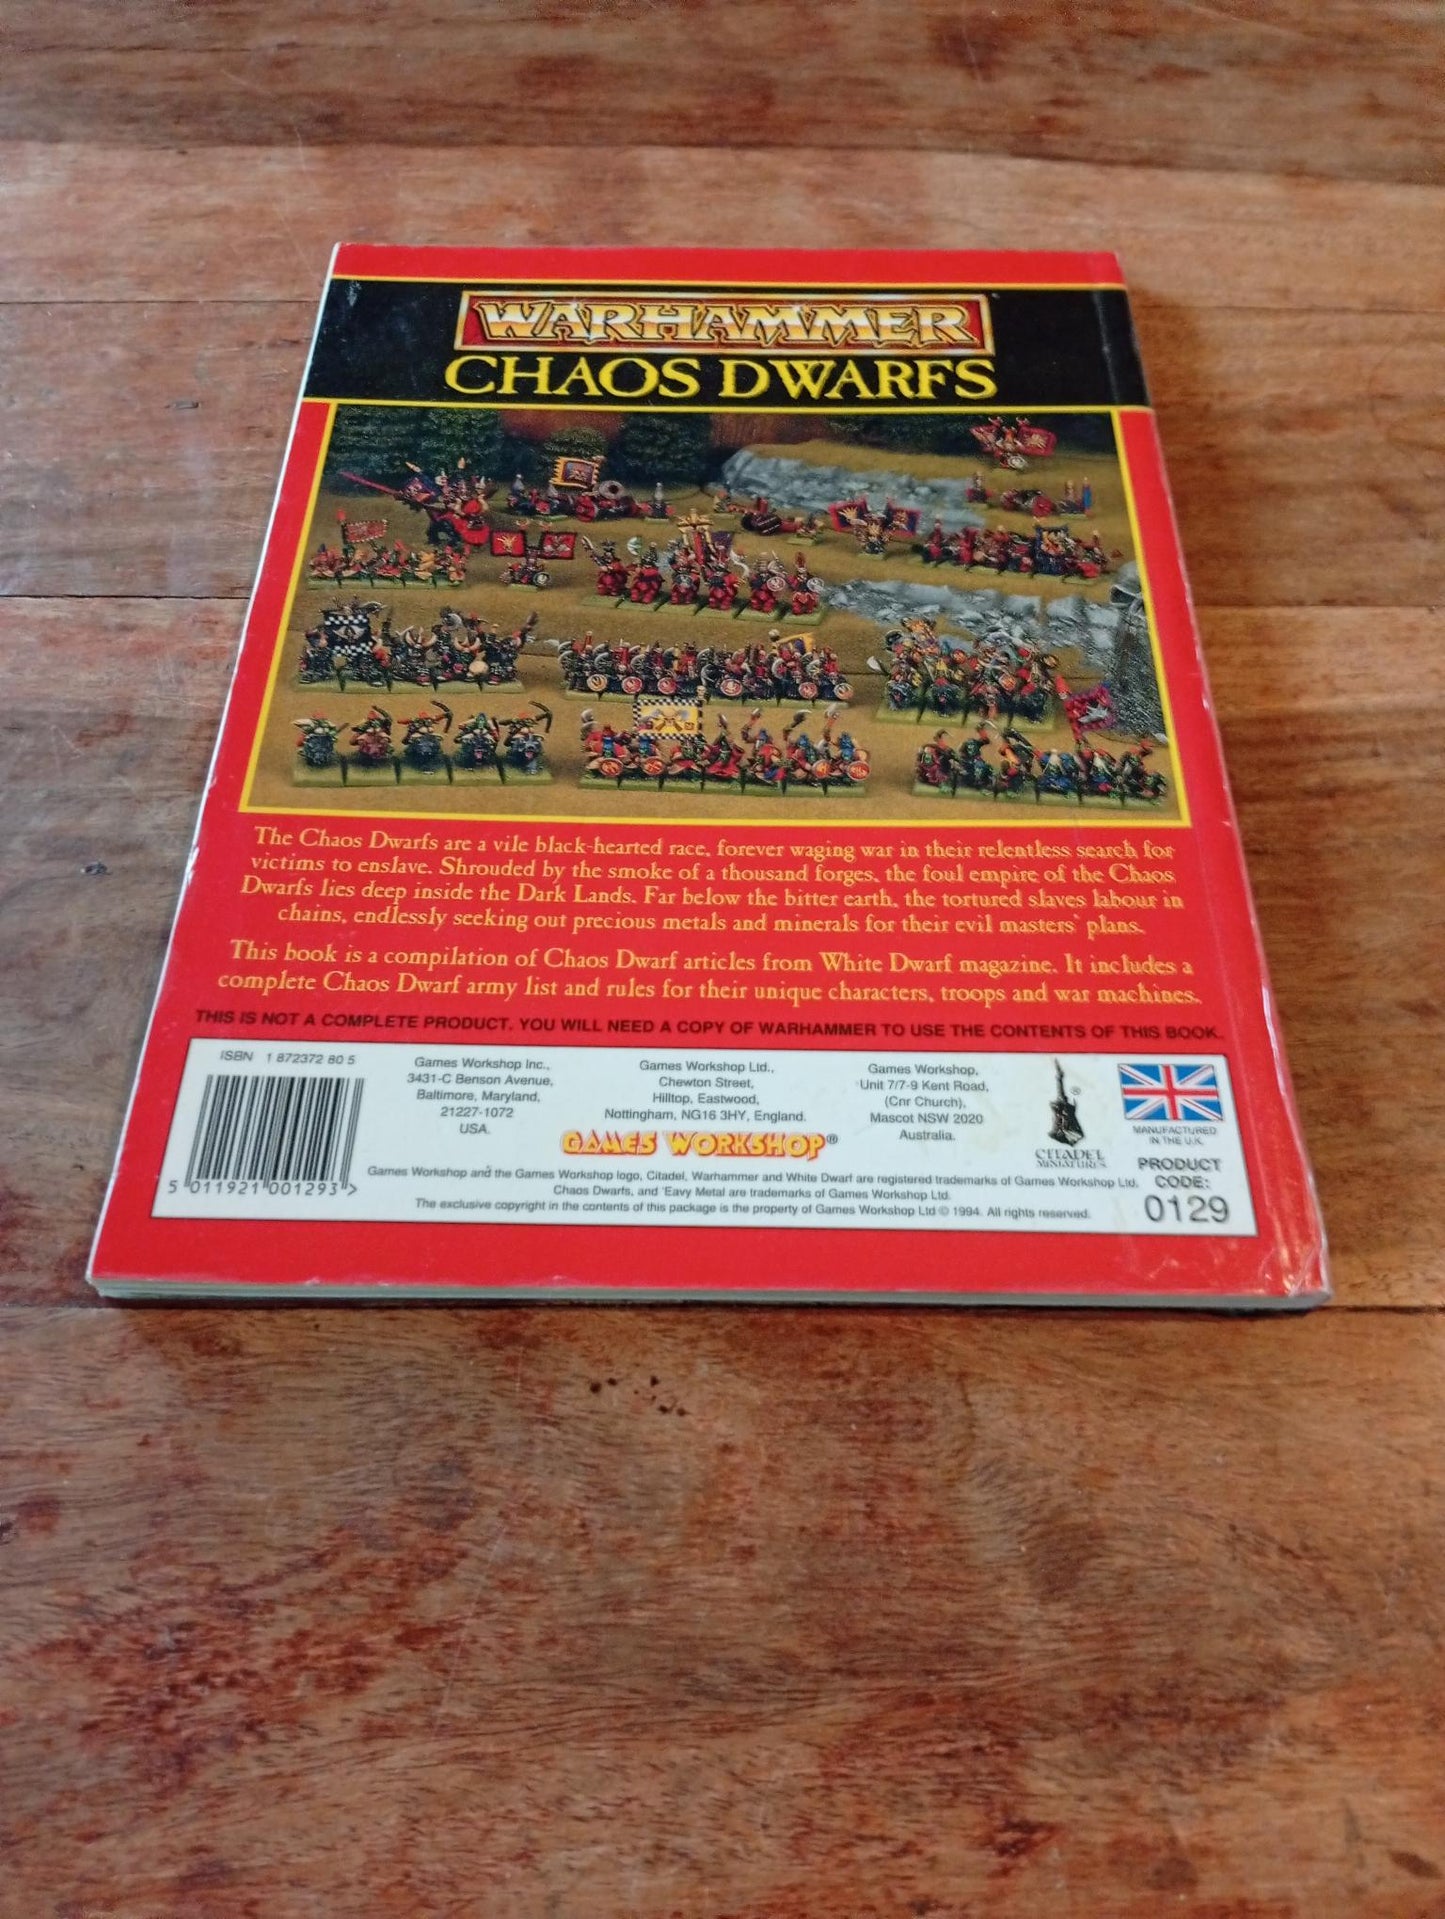 WARHAMMER
CHAOS DWARFS
The Chaos Dwarfs are a vile black-hearted race, forever waging war in their relentless search for
victims to enslave. Shrouded by the smoke of a thousand forges, the foul empire of the Chaos
Dwarfs lies deep inside the Dark Lands. Far below the bitter earth, the tortured slaves labour in
chains, endlessly seeking out precious metals and minerals for their evil masters' plans.
This book is a compilation of Chaos Dwarf articles from White Dwarf magazine. It includes a
complete Chaos Dwarf army list and rules for their unique characters, troops and war machines.
THIS IS NOT A COMPLETE PRODUCT. YOU WILL NEED A COPY OF WARHAMMER TO USE THE CONTENTS OF THIS BOOK.
ISBN 1 872372 80 5
5 011921 001293 >
Games Workshop Inc.,
3431-C Benson Avenue,
Baltimore, Maryland,
21227-1072
USA.
Games Workshop Ltd.,
Chewton Street,
Hilltop, Eastwood,
Nottingham, NG16 3HY, England.
Games Workshop,
Unit 7/7-9 Kent Road,
(Cnr Church),
Mascot NSW 2020
Australia.
GAMES WORKSHOP®
®
CITADEL
MINIATURES
MANUFACTURED
IN THE U.K.
PRODUCT
CODE:
0129
Games Workshop and the Games Workshop logo, Citadel, Warhammer and White Dwarf are registered trademarks of Games Workshop Ltd.
Chaos Dwarfs, and 'Eavy Metal are trademarks of Games Workshop Ltd.
The exclusive copyright in the contents of this package is the property of Games Workshop Ltd © 1994. All rights reserved.